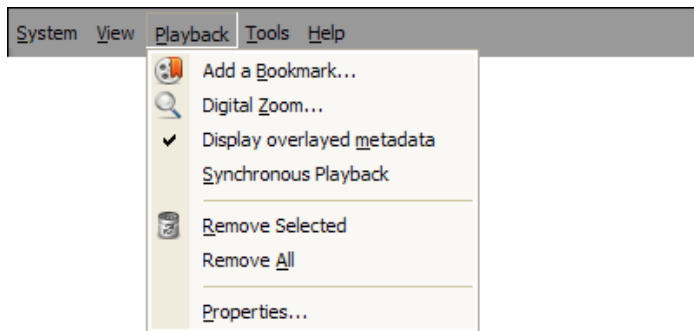 System View Playback Tools Help
Add a Bookmark...
Digital Zoom...
Display overlayed metadata
Synchronous Playback
Remove Selected
Remove All
Properties...